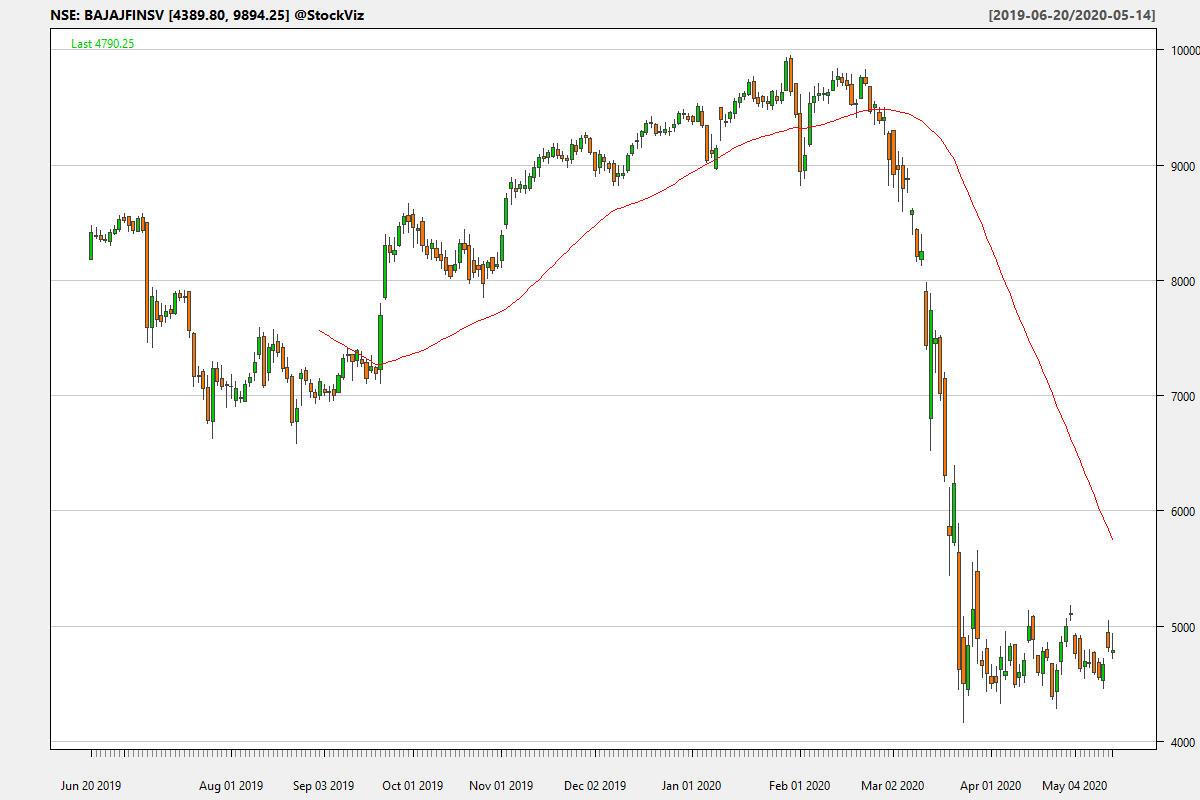 NSE: BAJAJFINSV [4389.80, 9894.25] @StockViz [2019-06-20/2020-05-14]
Last 4790.25
10000
9000
8000
7000
6000
5000
4000
Jun 20 2019 Aug 01 2019 Sep 03 2019 Oct 01 2019 Nov 01 2019 Dec 02 2019 Jan 01 2020 Feb 01 2020 Mar 02 2020 Apr 01 2020 May 04 2020